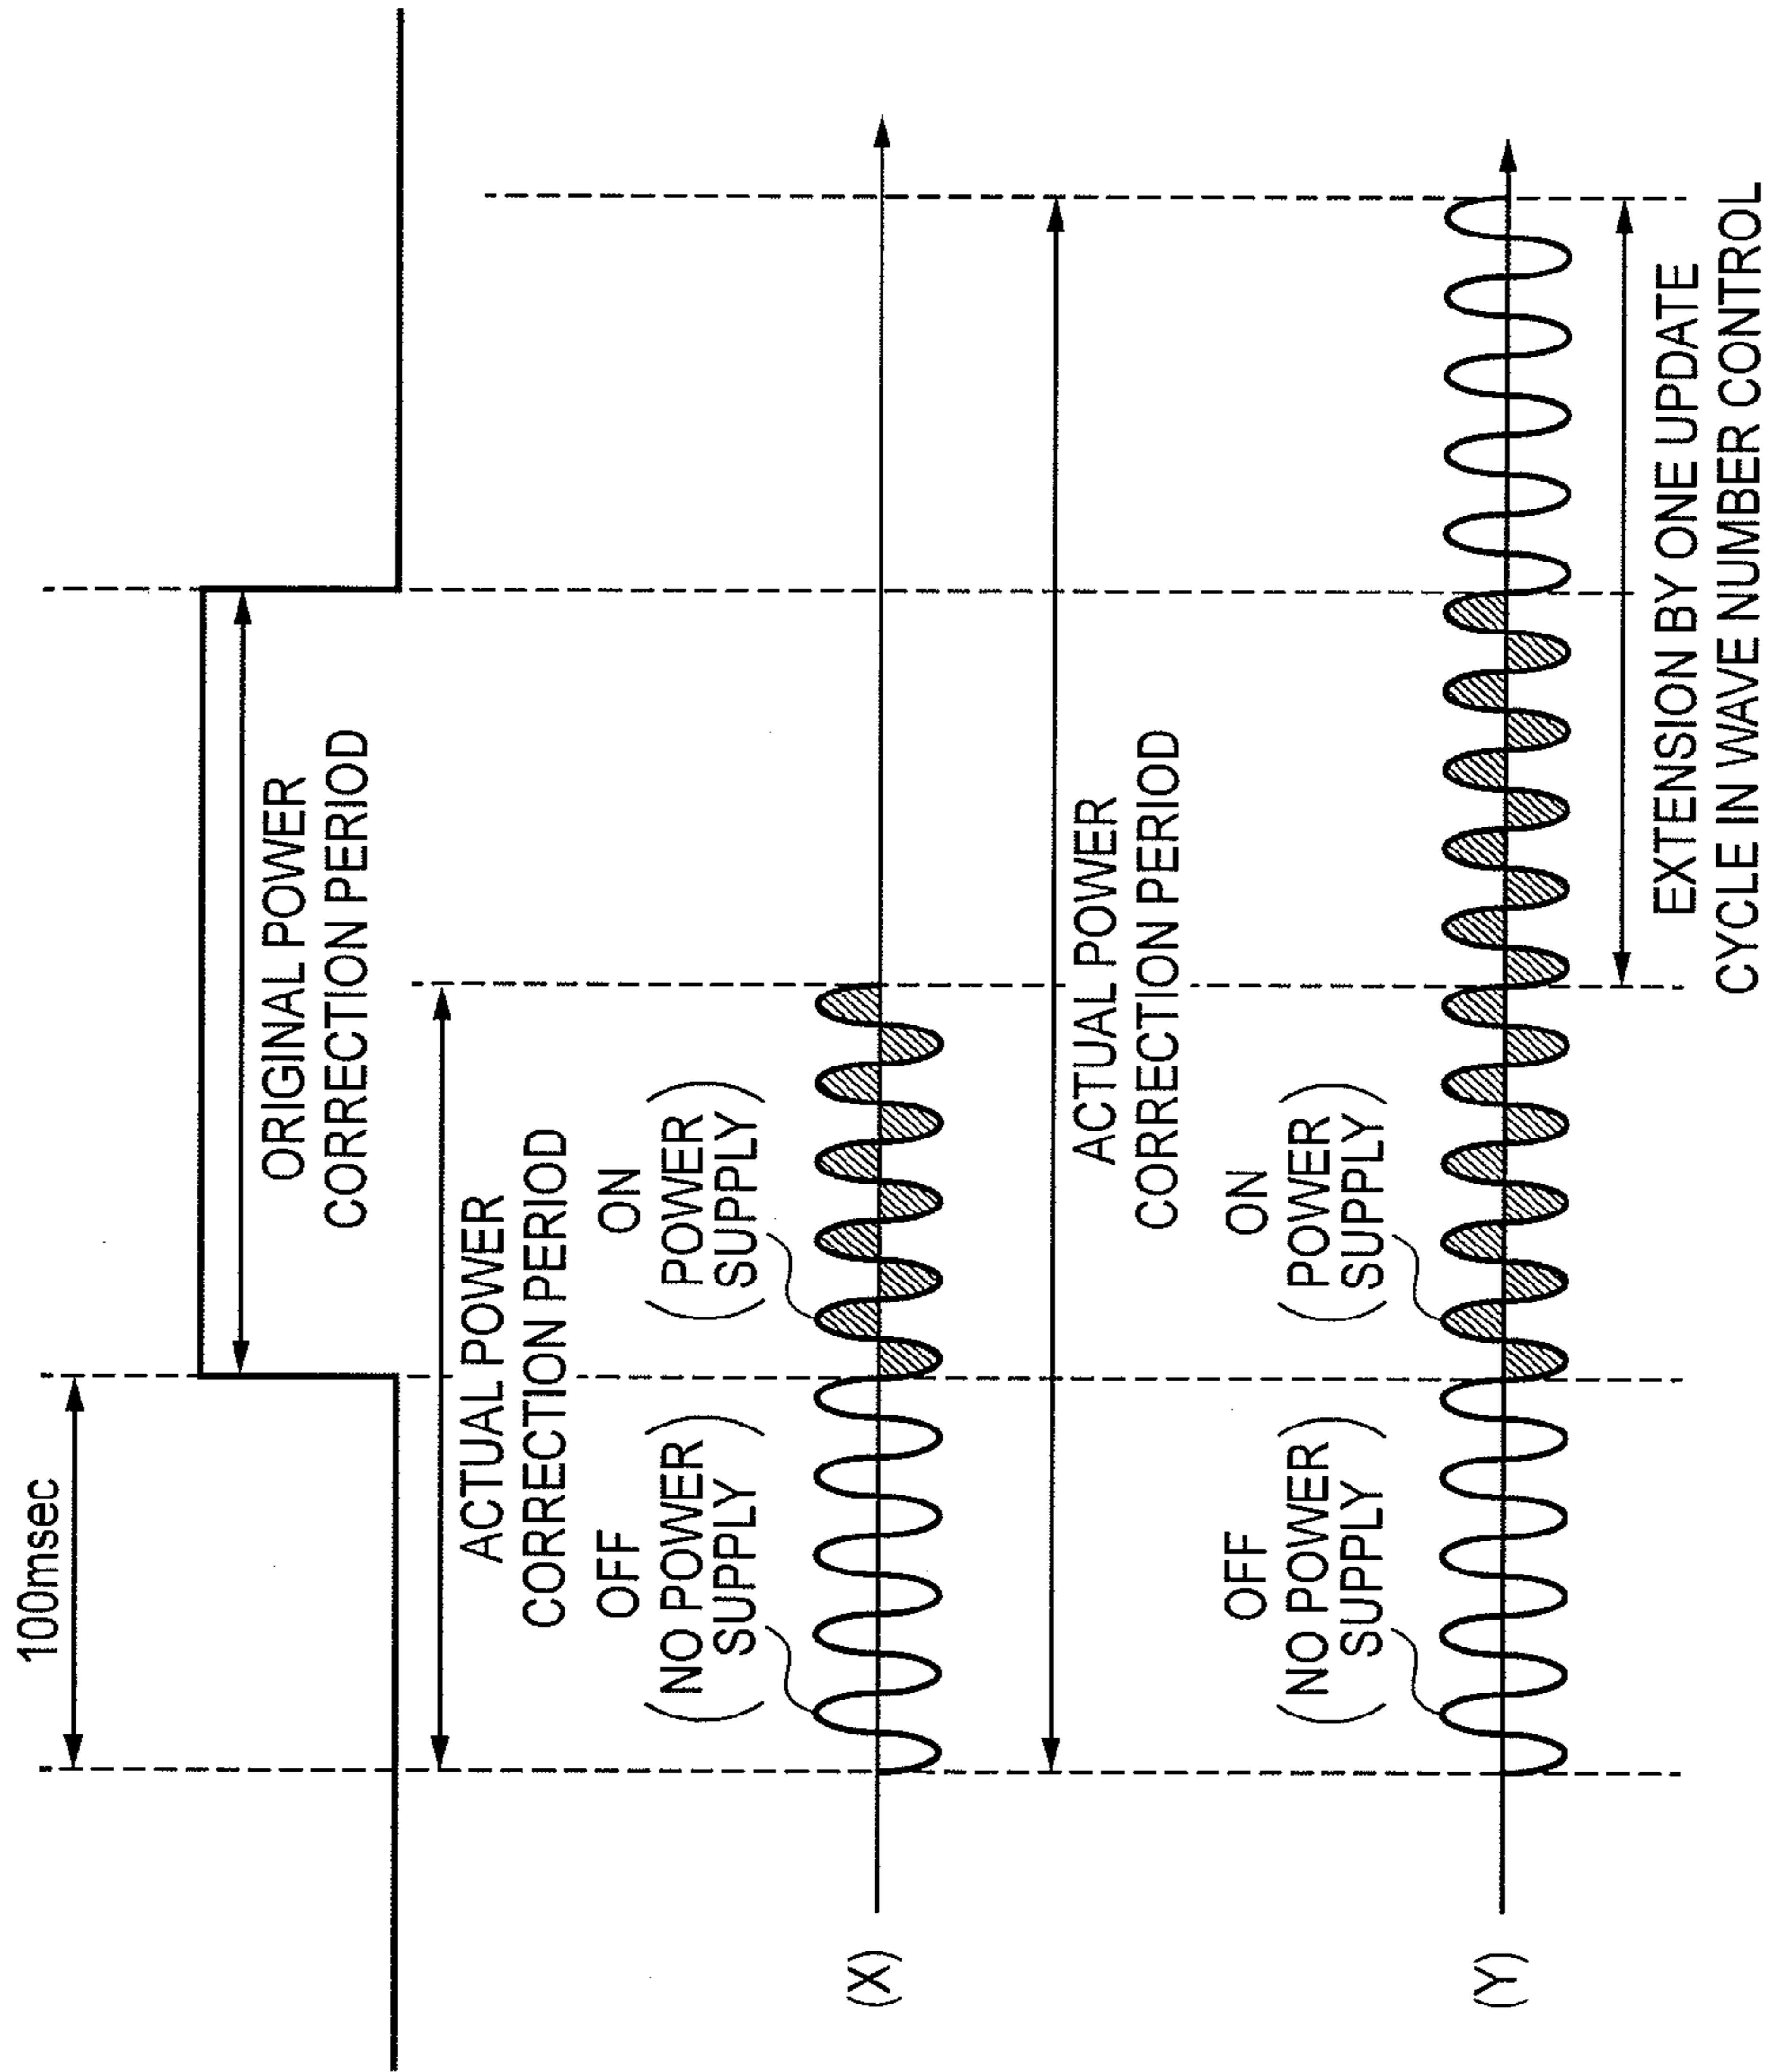 100msec
ORIGINAL POWER
CORRECTION PERIOD
ACTUAL POWER
CORRECTION PERIOD
OFF
(NO POWER
SUPPLY)
ON
(POWER
SUPPLY)
(X)
ACTUAL POWER
CORRECTION PERIOD
OFF
(NO POWER
SUPPLY)
ON
(POWER
SUPPLY)
(Y)
EXTENSION BY ONE UPDATE
CYCLE IN WAVE NUMBER CONTROL